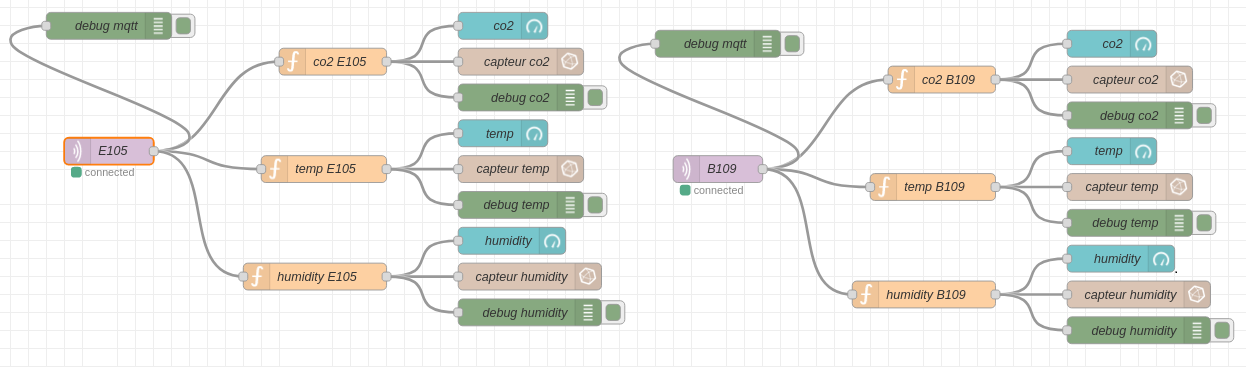 debug mqtt
co2
co2 E105
capteur co2
debug co2
temp
E105
connected
temp E105
capteur temp
debug temp
humidity
humidity E105
capteur humidity
debug humidity
debug mqtt
co2
co2 B109
capteur co2
debug co2
temp
B109
connected
temp B109
capteur temp
debug temp
humidity
humidity B109
capteur humidity
debug humidity